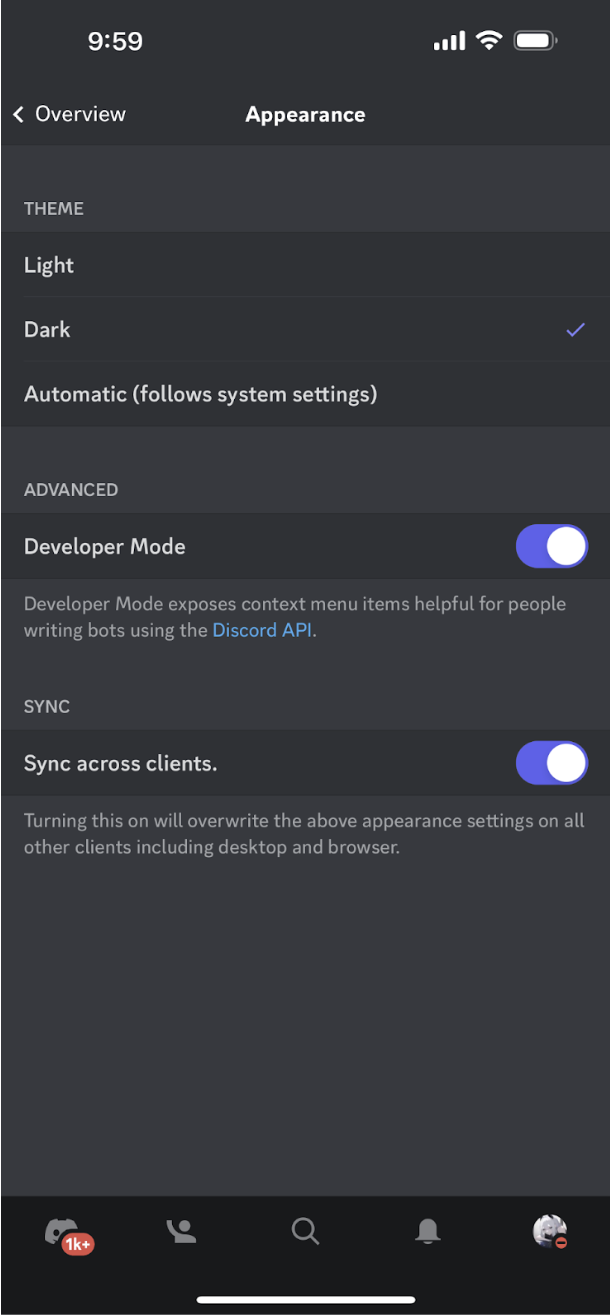 9:59
Overview
Appearance
THEME
Light
Dark
Automatic (follows system settings)
ADVANCED
Developer Mode
Developer Mode exposes context menu items helpful for people
writing bots using the Discord API.
SYNC
Sync across clients.
Turning this on will overwrite the above appearance settings on all
other clients including desktop and browser.
1k+